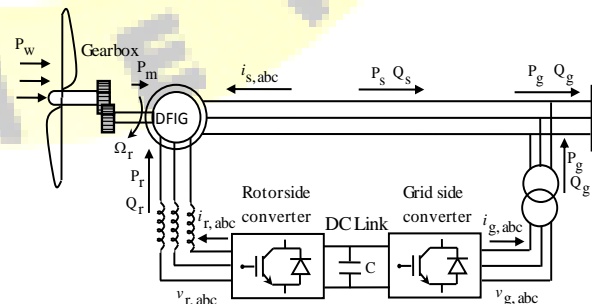 P_w
Gearbox
P_m
i_s,abc
P_s Q_s
P_g Q_g
DFIG
Ω_r
P_r
Q_r
i_r,abc
Rotorside
converter
DC Link
C
Grid side
converter
i_g,abc
P_g
Q_g
v_r,abc
v_g,abc